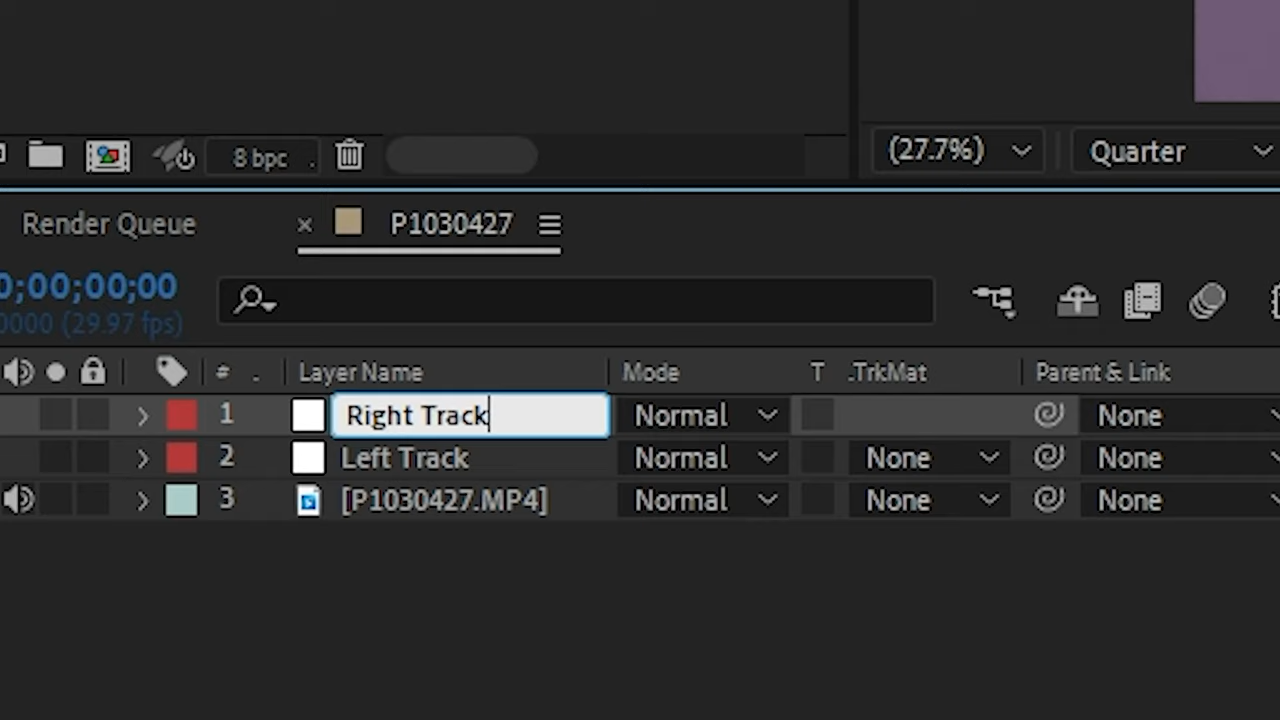 8 bpc
(27.7%)
Quarter
Render Queue
× P1030427
0;00;00;00
0000 (29.97 fps)
# . Layer Name Mode T .TrkMat Parent & Link
1 Right Track Normal None
2 Left Track Normal None None
3 [P1030427.MP4] Normal None None